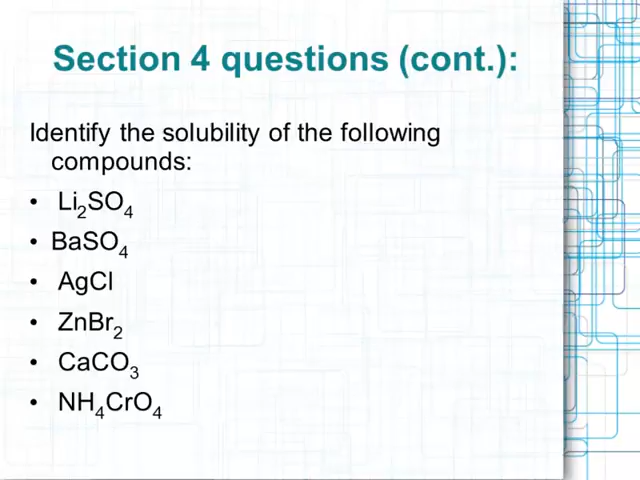 Section 4 questions (cont.):
Identify the solubility of the following
compounds:
• Li₂SO₄
• BaSO₄
• AgCl
• ZnBr₂
• CaCO₃
• NH₄CrO₄